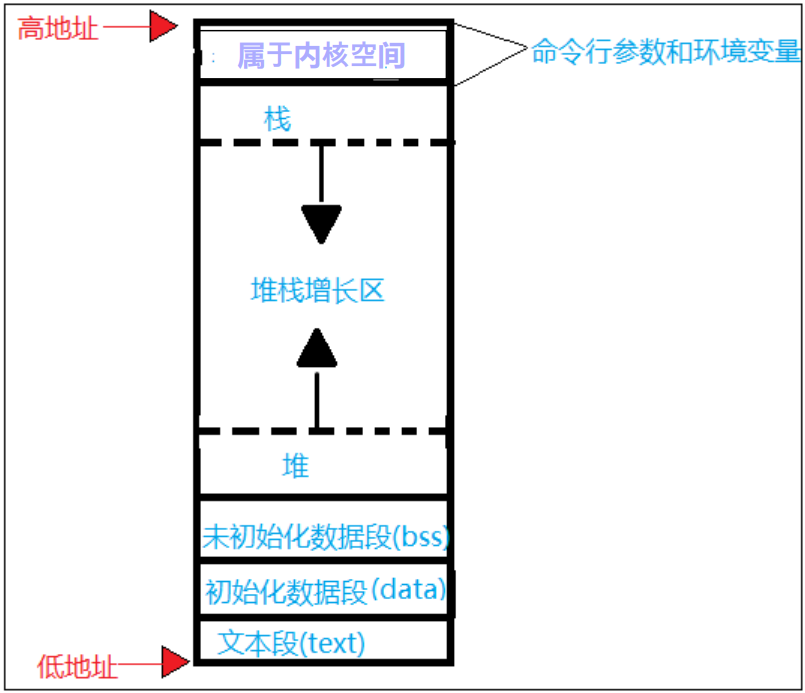 高地址
属于内核空间
命令行参数和环境变量
栈
堆栈增长区
堆
未初始化数据段(bss)
初始化数据段(data)
文本段(text)
低地址